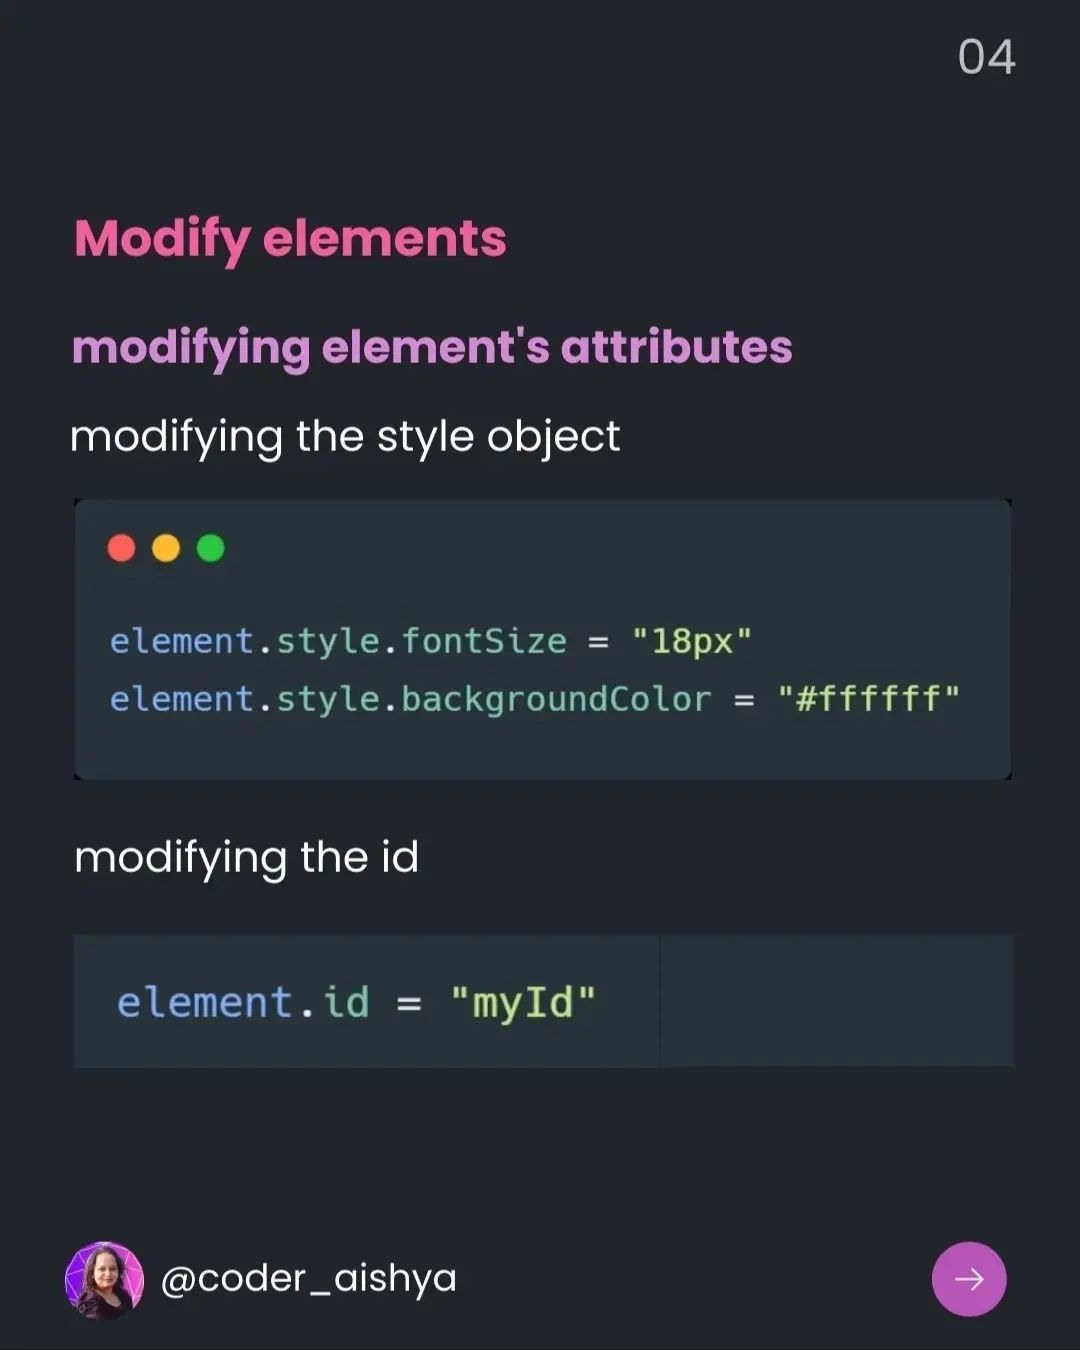 04
Modify elements
modifying element's attributes
modifying the style object
element.style.fontSize = "18px"
element.style.backgroundColor = "#ffffff"
modifying the id
element.id = "myId"
@coder_aishya